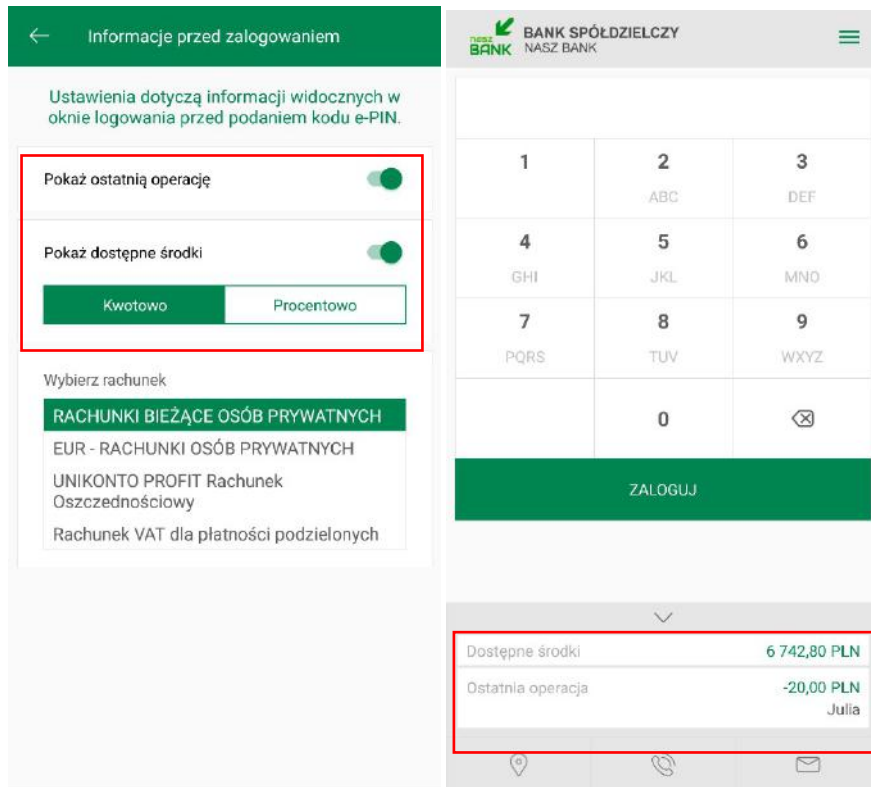 Informacje przed zalogowaniem
Ustawienia dotyczą informacji widocznych w
oknie logowania przed podaniem kodu e-PIN.
Pokaż ostatnią operację
Pokaż dostępne środki
Kwotowo Procentowo
Wybierz rachunek
RACHUNKI BIEŻĄCE OSÓB PRYWATNYCH
EUR - RACHUNKI OSÓB PRYWATNYCH
UNIKONTO PROFIT Rachunek
Oszczędnościowy
Rachunek VAT dla płatności podzielonych
nasz
BANK
BANK SPÓŁDZIELCZY
NASZ BANK
1 2 3
ABC DEF
4 5 6
GHI JKL MNO
7 8 9
PQRS TUV WXYZ
0
ZALOGUJ
Dostępne środki 6 742,80 PLN
Ostatnia operacja -20,00 PLN
Julia